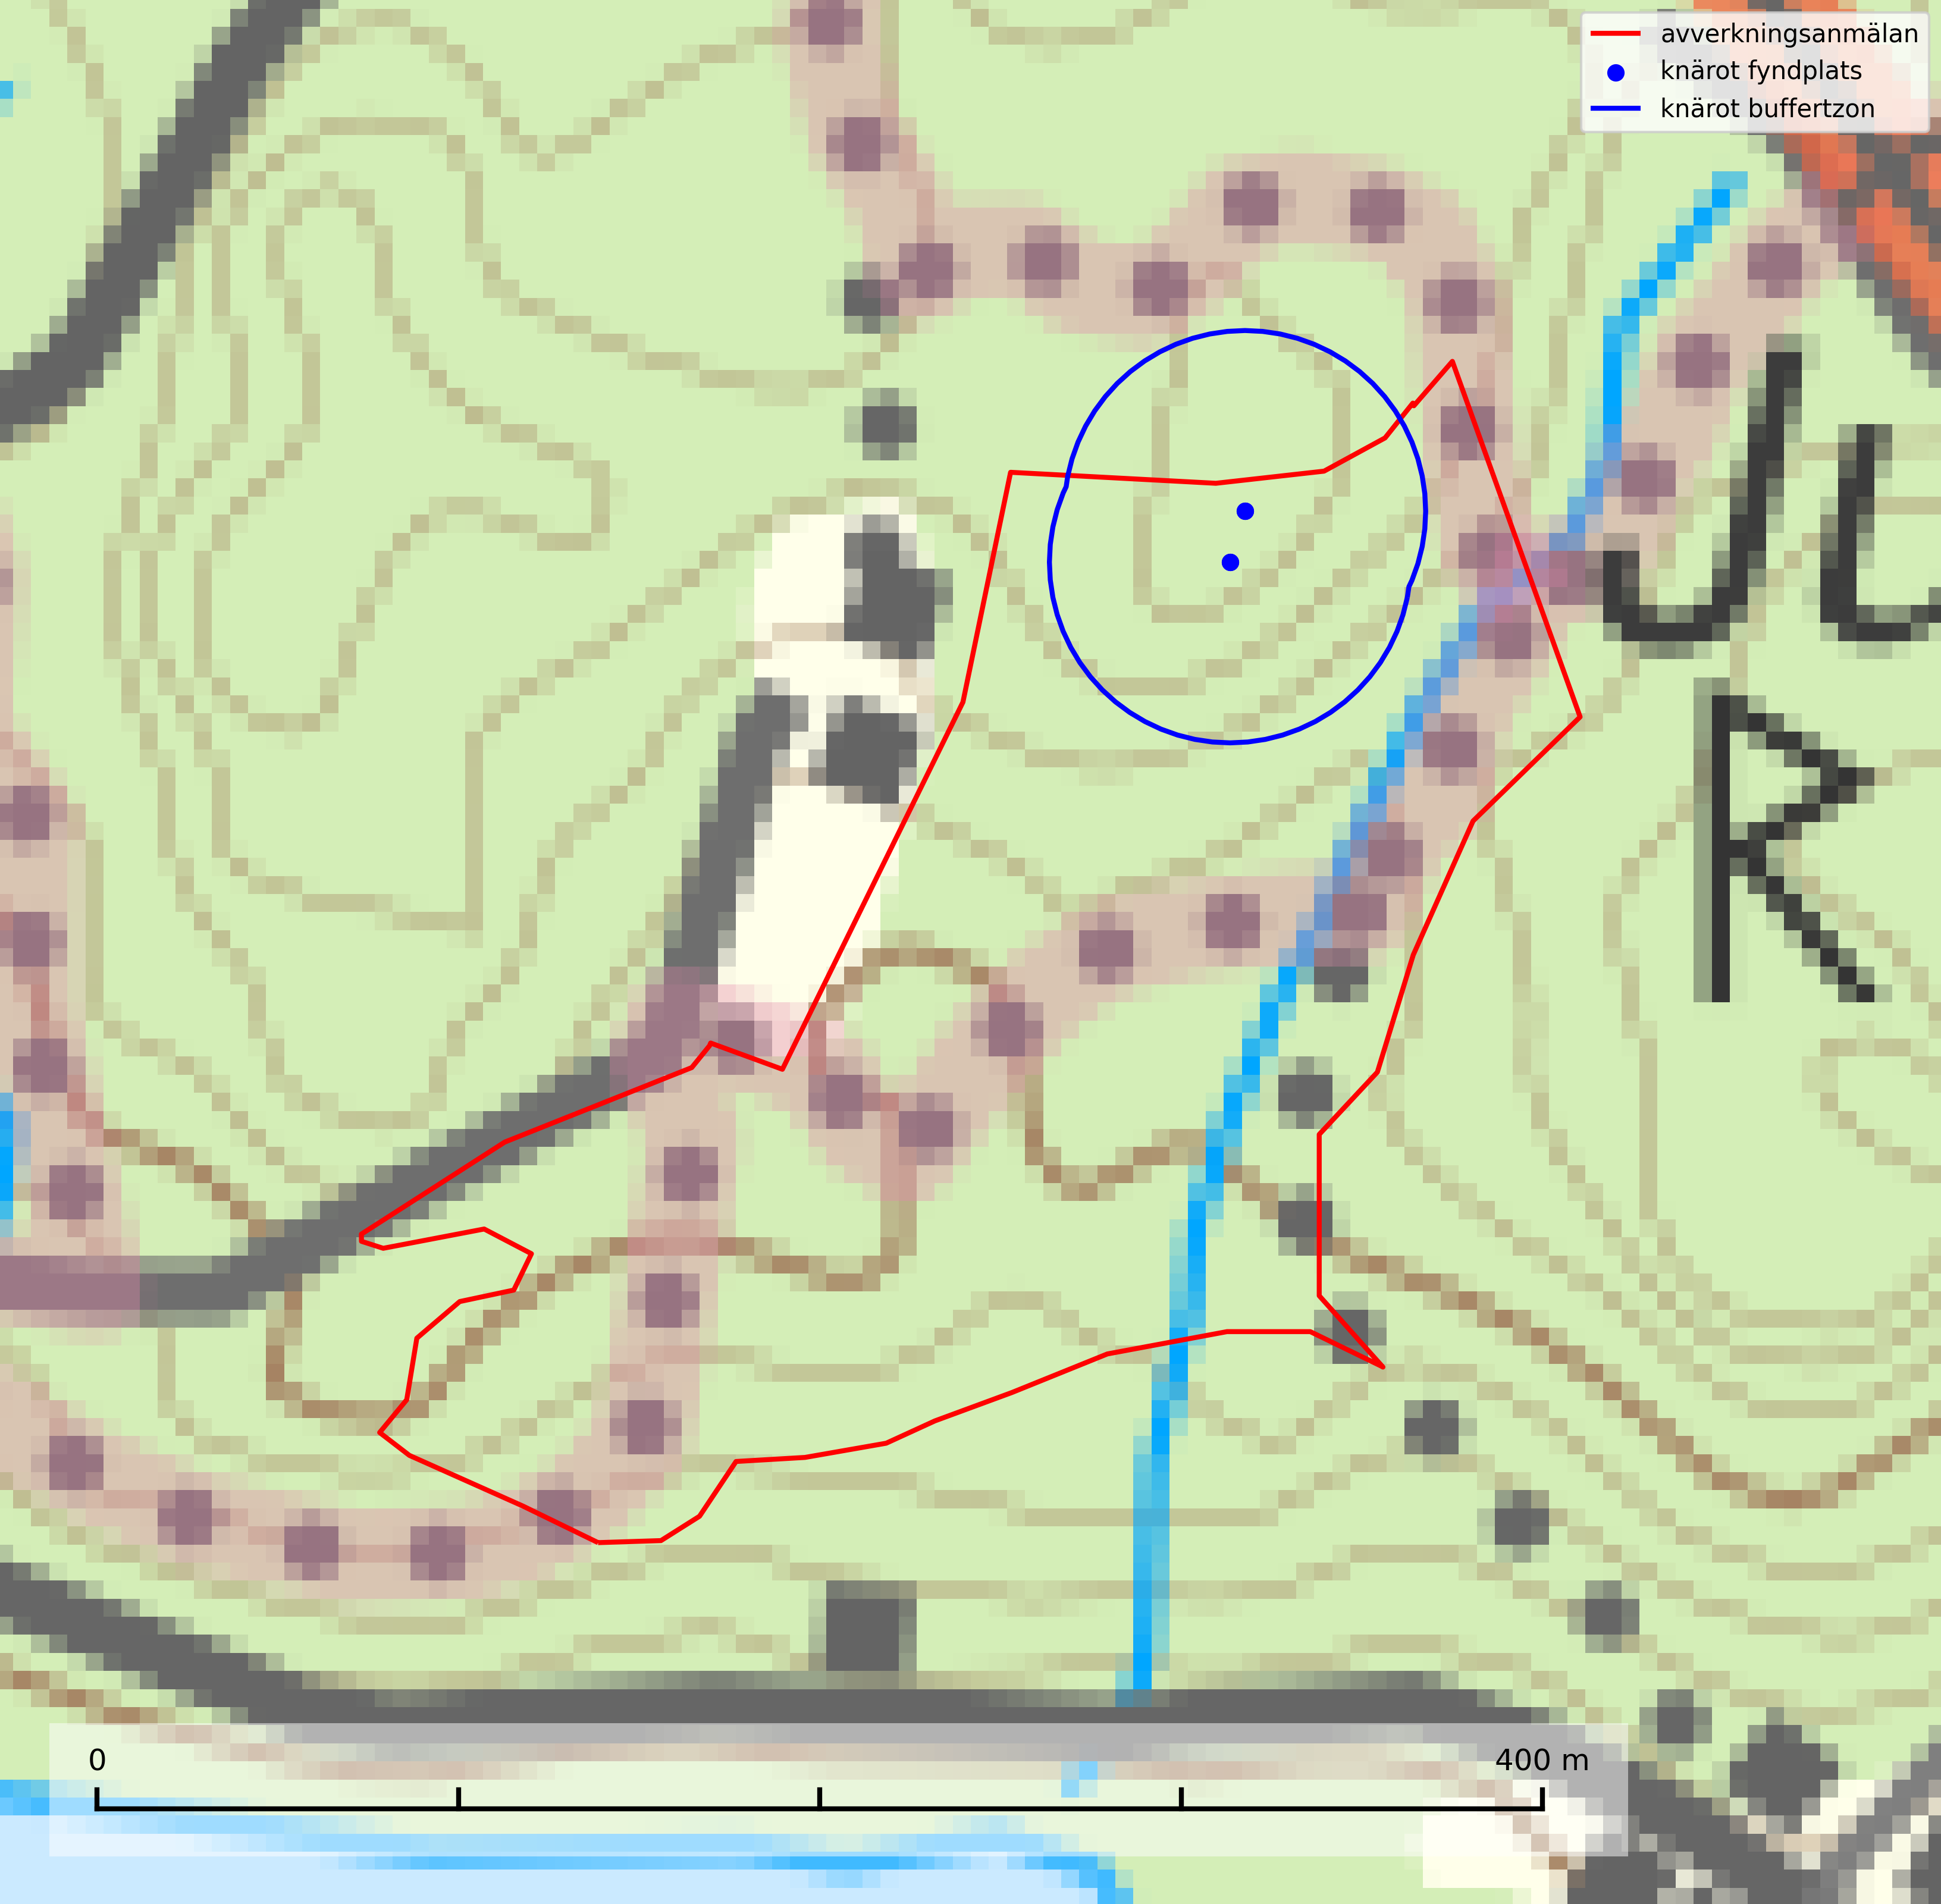 avverkningsanmälan
knärot fyndplats
knärot buffertzon
0
400 m